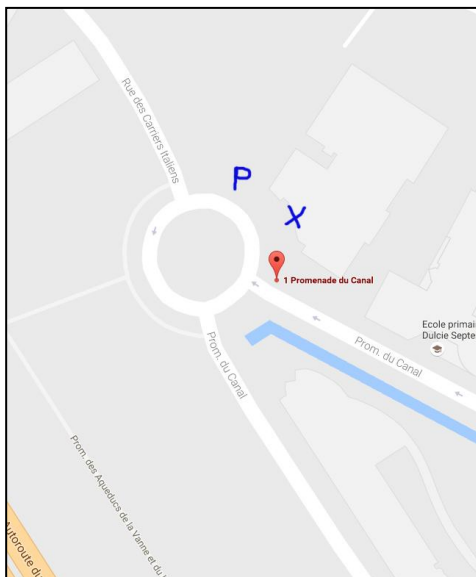 Rue des Carriers Italiens
P
X
1 Promenade du Canal
Ecole primai
Dulcie Septe
Prom. du Canal
Prom. du Canal
Prom. des Aqueducs de la Vanne et du
Autoroute du